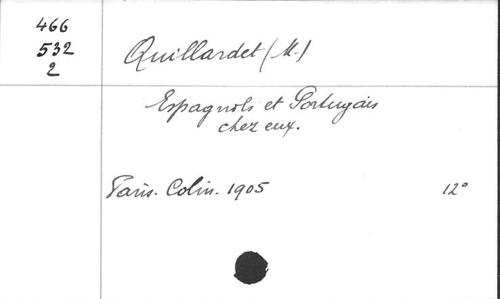 466
532
2
Quillardet (M.)
Espagnols et Portugais
chez eux.
Paris. Colin. 1905 12°